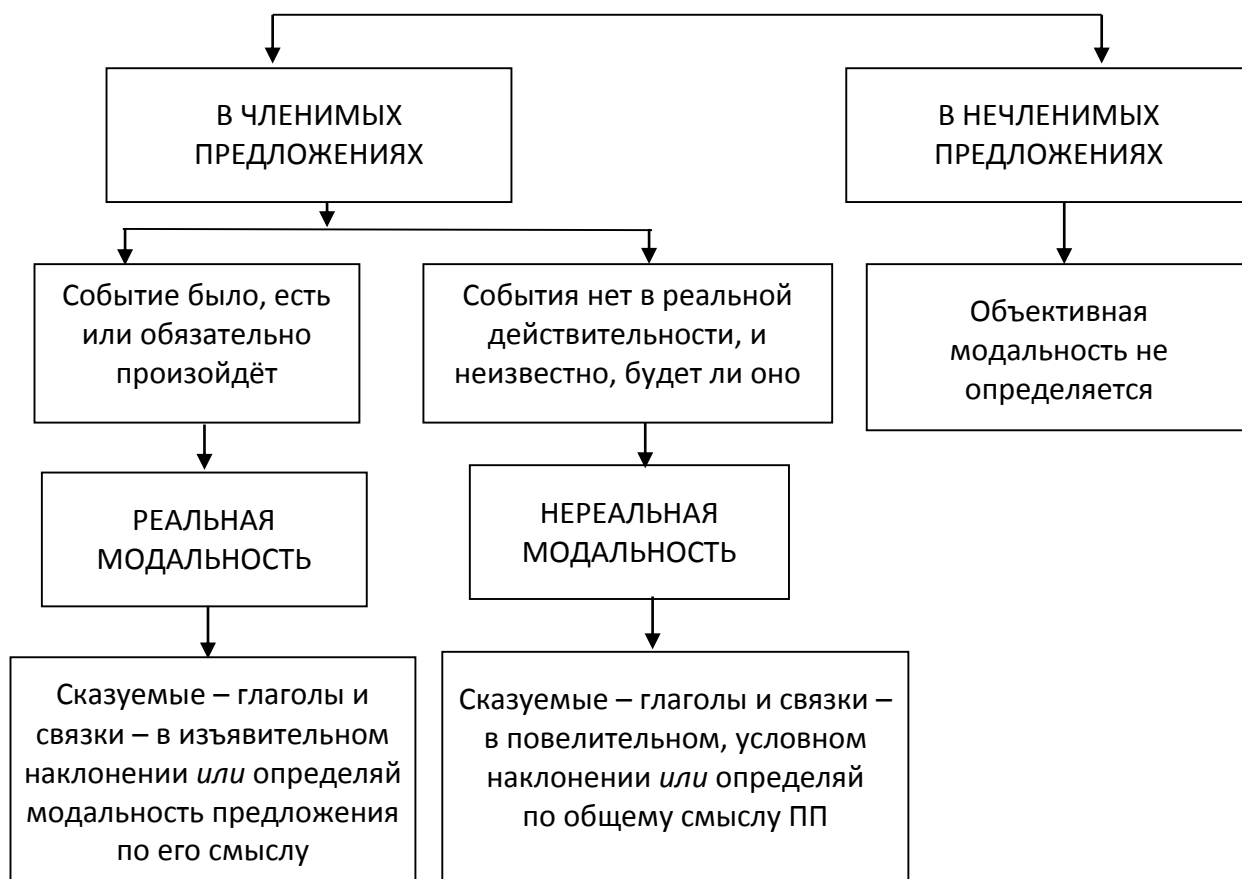 В ЧЛЕНИМЫХ
ПРЕДЛОЖЕНИЯХ
В НЕЧЛЕНИМЫХ
ПРЕДЛОЖЕНИЯХ
Событие было, есть
или обязательно
произойдёт
События нет в реальной
действительности, и
неизвестно, будет ли оно
Объективная
модальность не
определяется
РЕАЛЬНАЯ
МОДАЛЬНОСТЬ
НЕРЕАЛЬНАЯ
МОДАЛЬНОСТЬ
Сказуемые – глаголы и
связки – в изъявительном
наклонении или определяй
модальность предложения
по его смыслу
Сказуемые – глаголы и связки –
в повелительном, условном
наклонении или определяй
по общему смыслу ПП